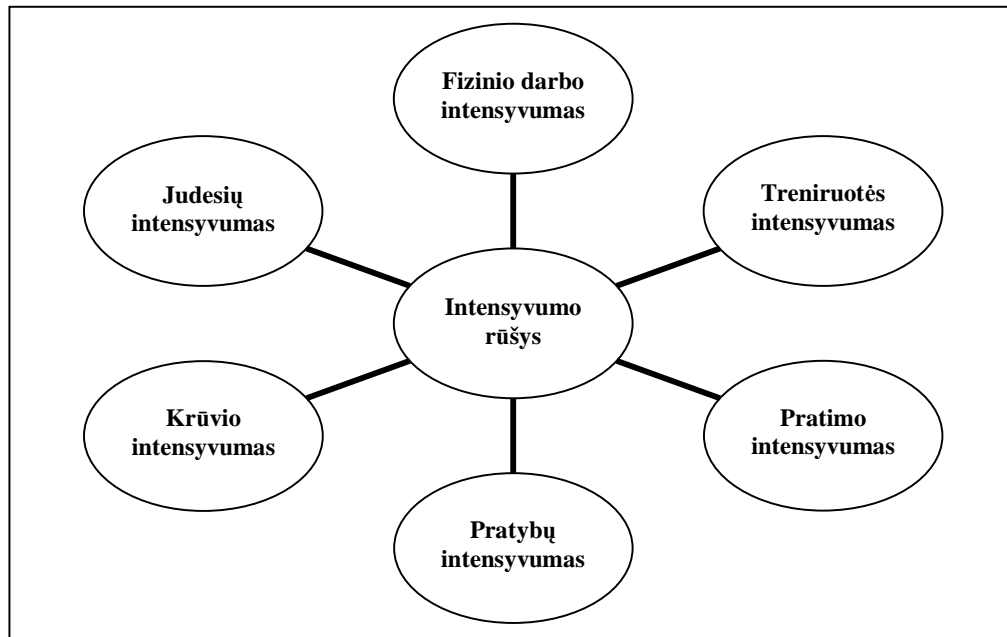 Fizinio darbo
intensyvumas
Judesių
intensyvumas
Treniruotės
intensyvumas
Intensyvumo
rūšys
Krūvio
intensyvumas
Pratimo
intensyvumas
Pratybų
intensyvumas